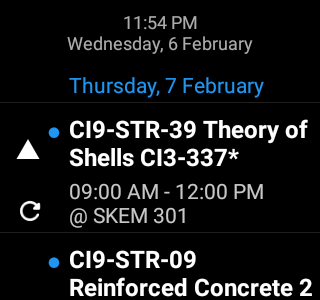 11:54 PM
Wednesday, 6 February
Thursday, 7 February
CI9-STR-39 Theory of
Shells CI3-337*
09:00 AM - 12:00 PM
@ SKEM 301
CI9-STR-09
Reinforced Concrete 2